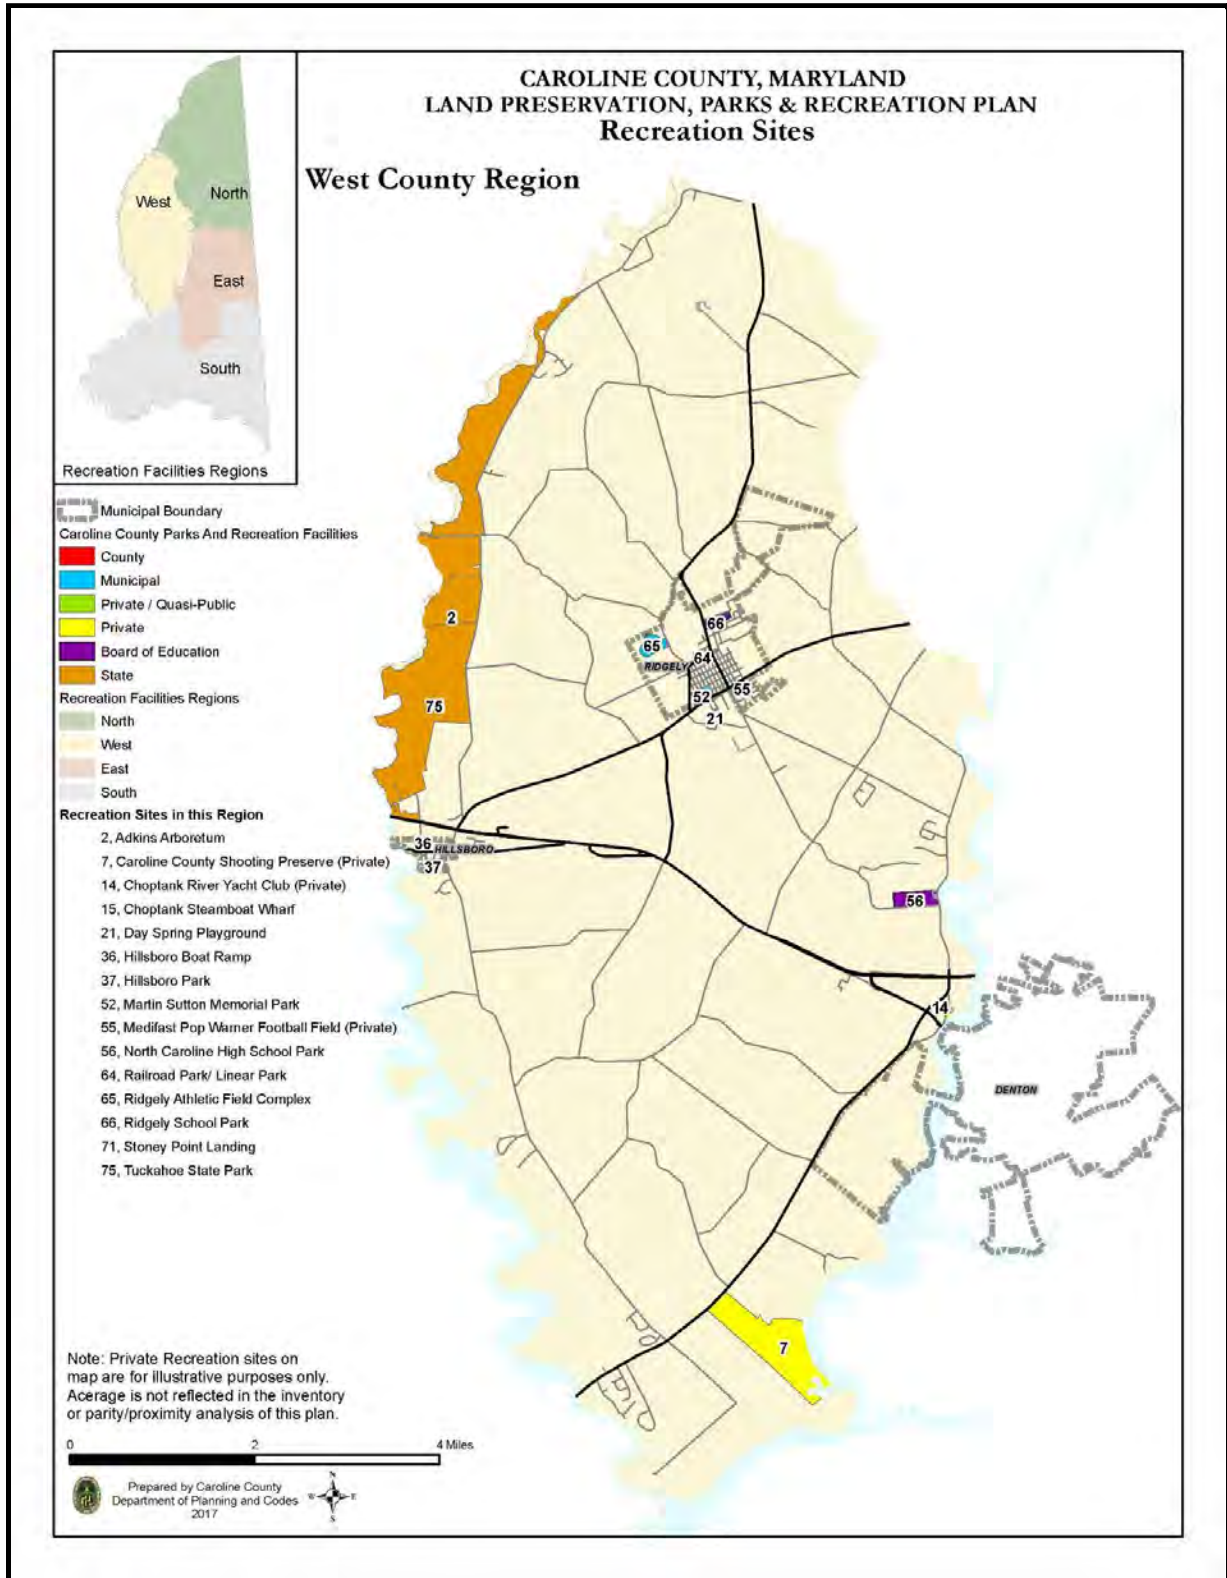 CAROLINE COUNTY, MARYLAND
LAND PRESERVATION, PARKS & RECREATION PLAN
Recreation Sites
West County Region
North
West
East
South
Recreation Facilities Regions
Municipal Boundary
Caroline County Parks And Recreation Facilities
County
Municipal
Private / Quasi-Public
Private
Board of Education
State
Recreation Facilities Regions
North
West
East
South
Recreation Sites in this Region
2, Adkins Arboretum
7, Caroline County Shooting Preserve (Private)
14, Choptank River Yacht Club (Private)
15, Choptank Steamboat Wharf
21, Day Spring Playground
36, Hillsboro Boat Ramp
37, Hillsboro Park
52, Martin Sutton Memorial Park
55, Medifast Pop Warner Football Field (Private)
56, North Caroline High School Park
64, Railroad Park/ Linear Park
65, Ridgely Athletic Field Complex
66, Ridgely School Park
71, Stoney Point Landing
75, Tuckahoe State Park
2
66
65
64
RIDGELY
52
55
21
75
36
HILLSBORO
37
56
14
DENTON
7
Note: Private Recreation sites on
map are for illustrative purposes only.
Acerage is not reflected in the inventory
or parity/proximity analysis of this plan.
0 2 4 Miles
Prepared by Caroline County
Department of Planning and Codes
2017
N
W E
S